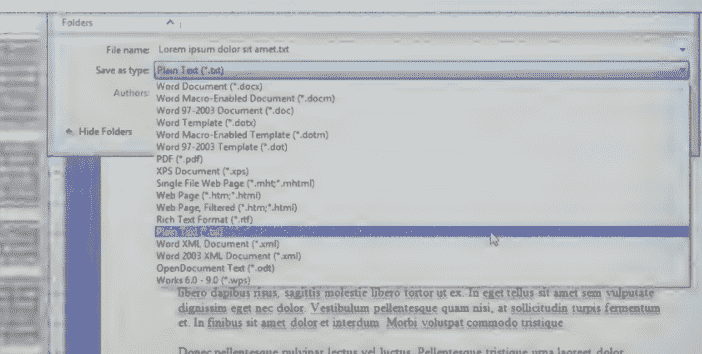 Folders
File name: Lorem ipsum dolor sit amet.txt
Save as type: Plain Text (*.txt)
Authors:
Word Document (*.docx)
Word Macro-Enabled Document (*.docm)
Word 97-2003 Document (*.doc)
Word Template (*.dotx)
Hide Folders
Word Macro-Enabled Template (*.dotm)
Word 97-2003 Template (*.dot)
PDF (*.pdf)
XPS Document (*.xps)
Single File Web Page (*.mht;*.mhtml)
Web Page (*.htm;*.html)
Web Page, Filtered (*.htm;*.html)
Rich Text Format (*.rtf)
Plain Text (*.txt)
Word XML Document (*.xml)
Word 2003 XML Document (*.xml)
OpenDocument Text (*.odt)
Works 6.0 - 9.0 (*.wps)
libero dapibus risus, sagittis molestie libero tortor ut ex. In eget tellus sit amet sem vulputate
dignissim eget nec dolor. Vestibulum pellentesque quam nisi, at sollicitudin turpis fermentum
et. In finibus sit amet dolor et interdum. Morbi volutpat commodo tristique
Donec pellentesque pulvinar lectus vel luctus. Pellentesque tristique urna laoreet dolor